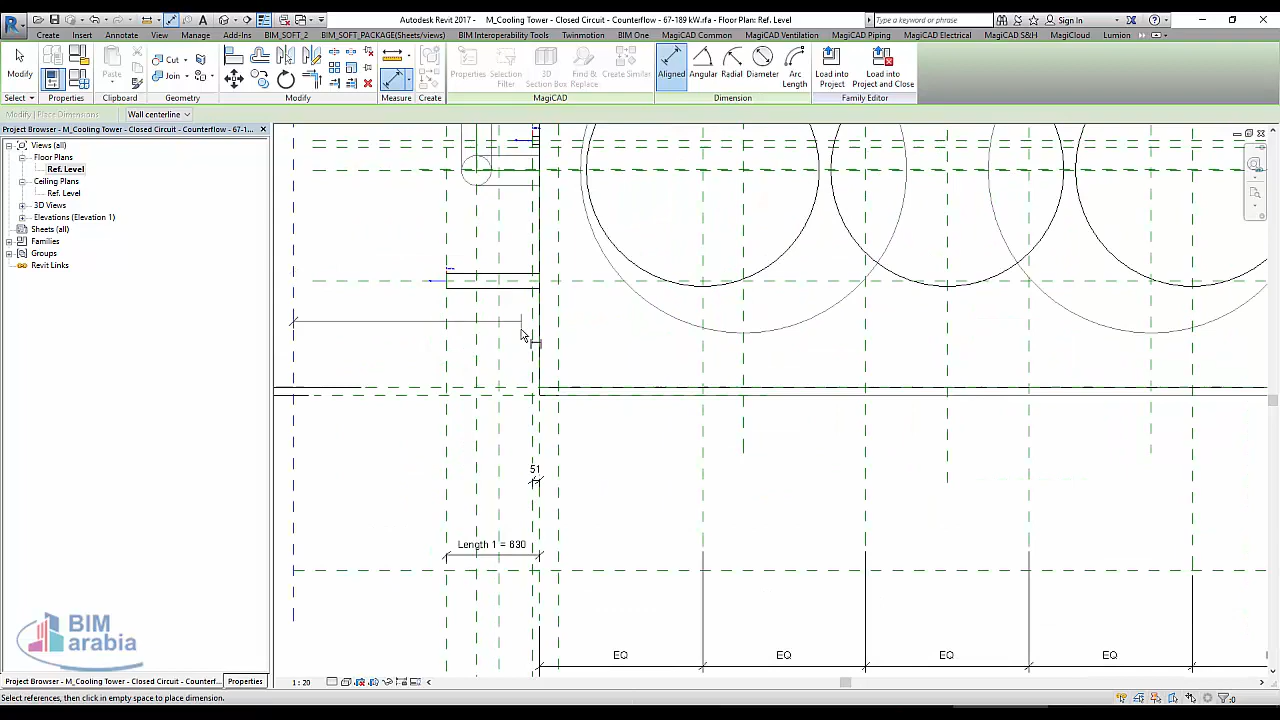 Autodesk Revit 2017 - M_Cooling Tower - Closed Circuit - Counterflow - 67-189 kW.rfa - Floor Plan: Ref. Level
Type a keyword or phrase
Sign In
Create Insert Annotate View Manage Add-Ins BIM_SOFT_2 BIM_SOFT_PACKAGE(Sheets/views) BIM Interoperability Tools Twinmotion BIM One MagiCAD Common MagiCAD Ventilation MagiCAD Piping MagiCAD Electrical MagiCAD S&H MagiCloud Lumion
Modify
Paste
Cut
Join
Properties
Selection Filter
3D Section Box
Find & Replace
Create Similar
Aligned
Angular
Radial
Diameter
Arc Length
Load into Project
Load into Project and Close
Select Properties Clipboard Geometry Modify Measure Create MagiCAD Dimension Family Editor
Modify | Place Dimensions
Wall centerline
Project Browser - M_Cooling Tower - Closed Circuit - Counterflow - 67-1...
Views (all)
Floor Plans
Ref. Level
Ceiling Plans
Ref. Level
3D Views
Elevations (Elevation 1)
Sheets (all)
Families
Groups
Revit Links
51
Length 1 = 630
EQ EQ EQ EQ
BIM
arabia
Project Browser - M_Cooling Tower - Closed Circuit - Counterf...
Properties
1 : 20
Select references, then click in empty space to place dimension.
:0